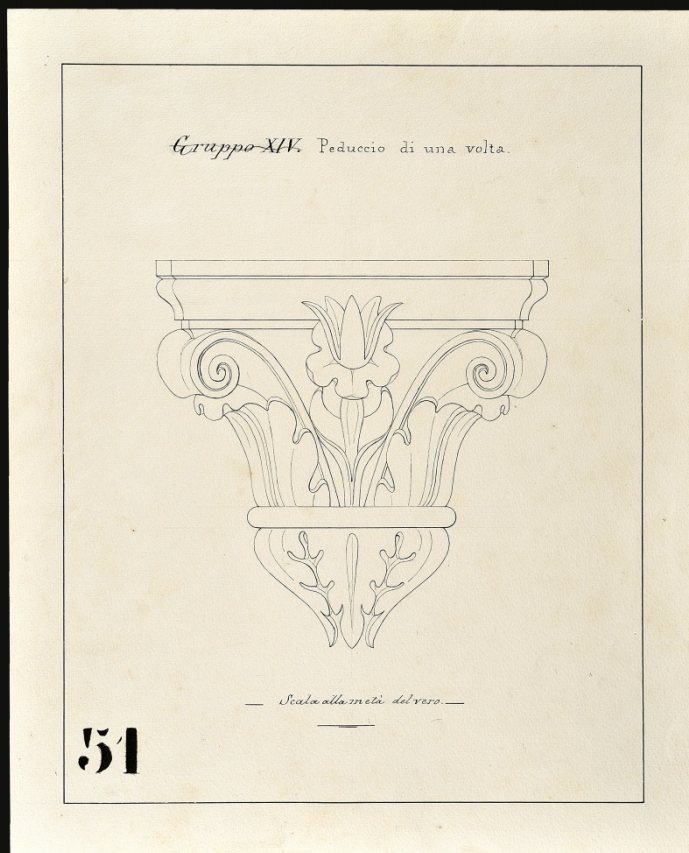 Gruppo XIV. Peduccio di una volta.
— Scala alla metà del vero. —
51